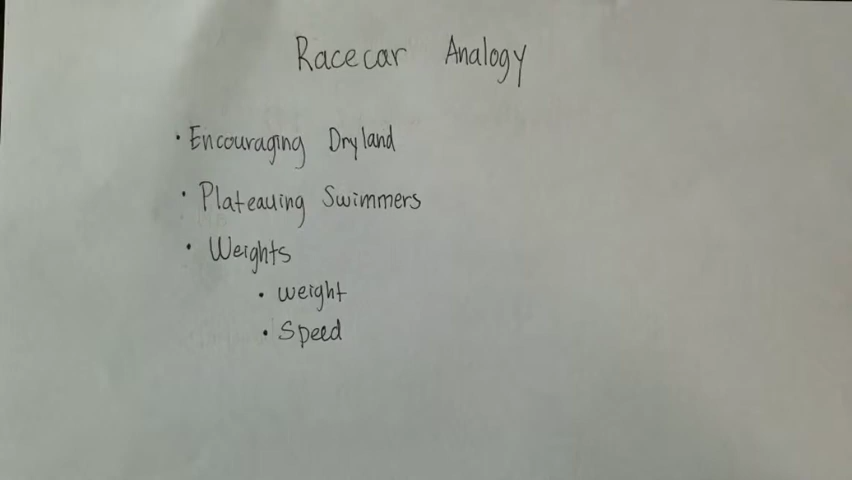 Racecar Analogy
• Encouraging Dryland
• Plateauing Swimmers
• Weights
• weight
• Speed